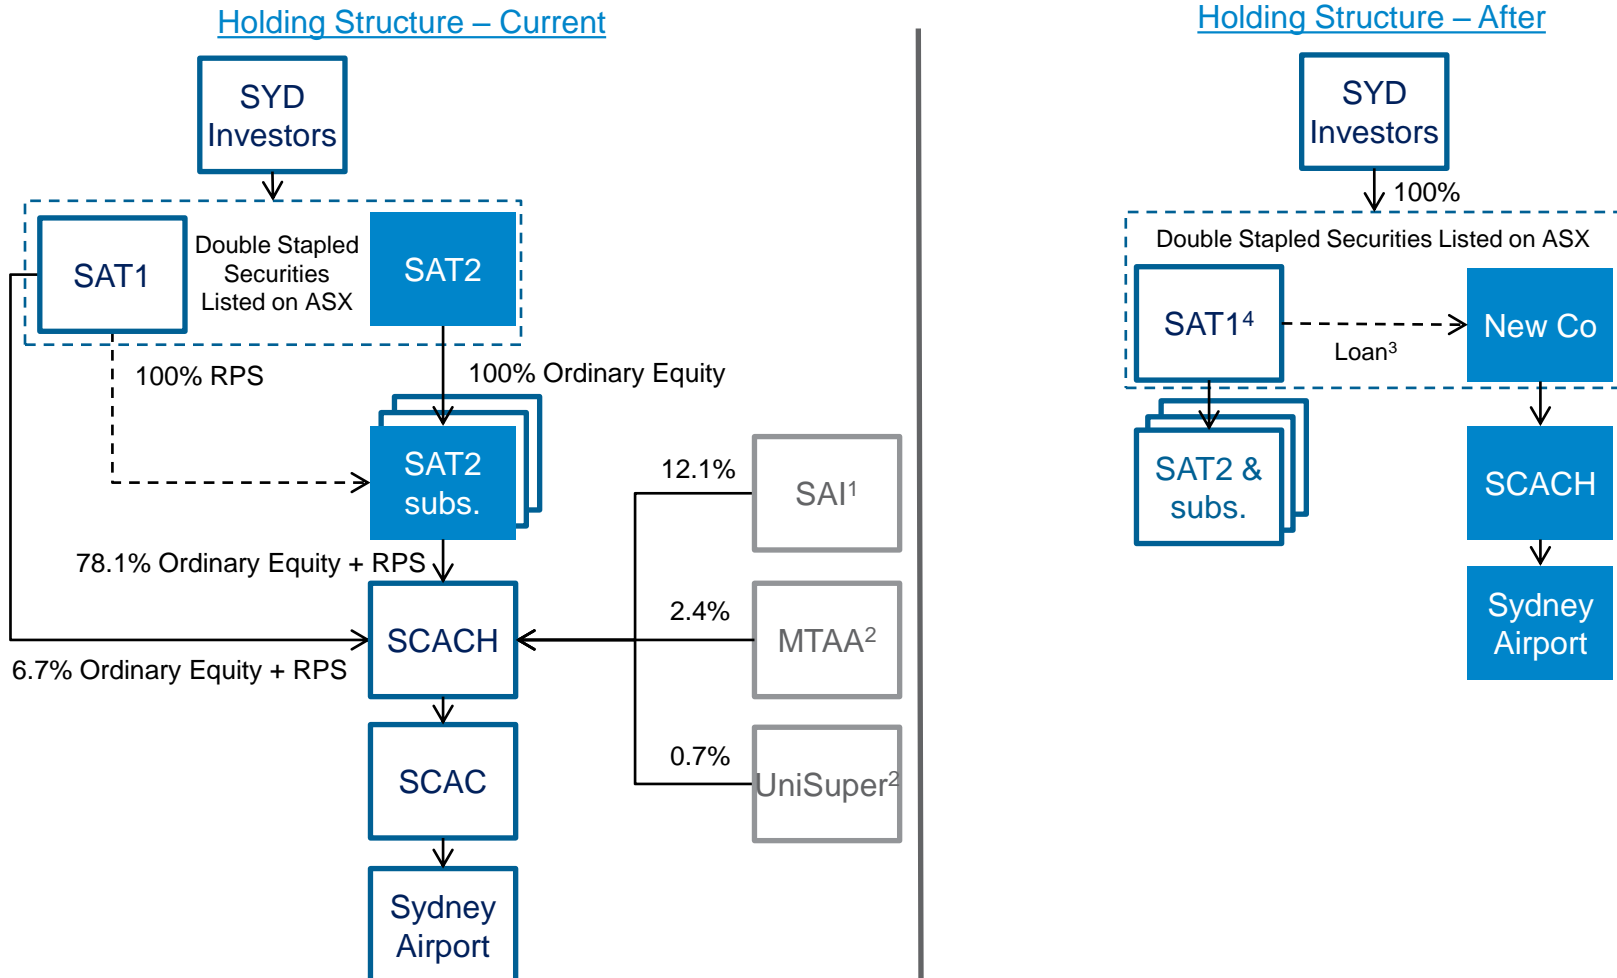 Holding Structure – Current
SYD
Investors
SAT1
Double Stapled
Securities
Listed on ASX
SAT2
100% RPS
100% Ordinary Equity
SAT2
subs.
12.1%
SAI¹
78.1% Ordinary Equity + RPS
SCACH
2.4%
MTAA²
6.7% Ordinary Equity + RPS
SCAC
0.7%
UniSuper²
Sydney
Airport
Holding Structure – After
SYD
Investors
100%
Double Stapled Securities Listed on ASX
SAT1⁴
Loan³
New Co
SAT2 &
subs.
SCACH
Sydney
Airport